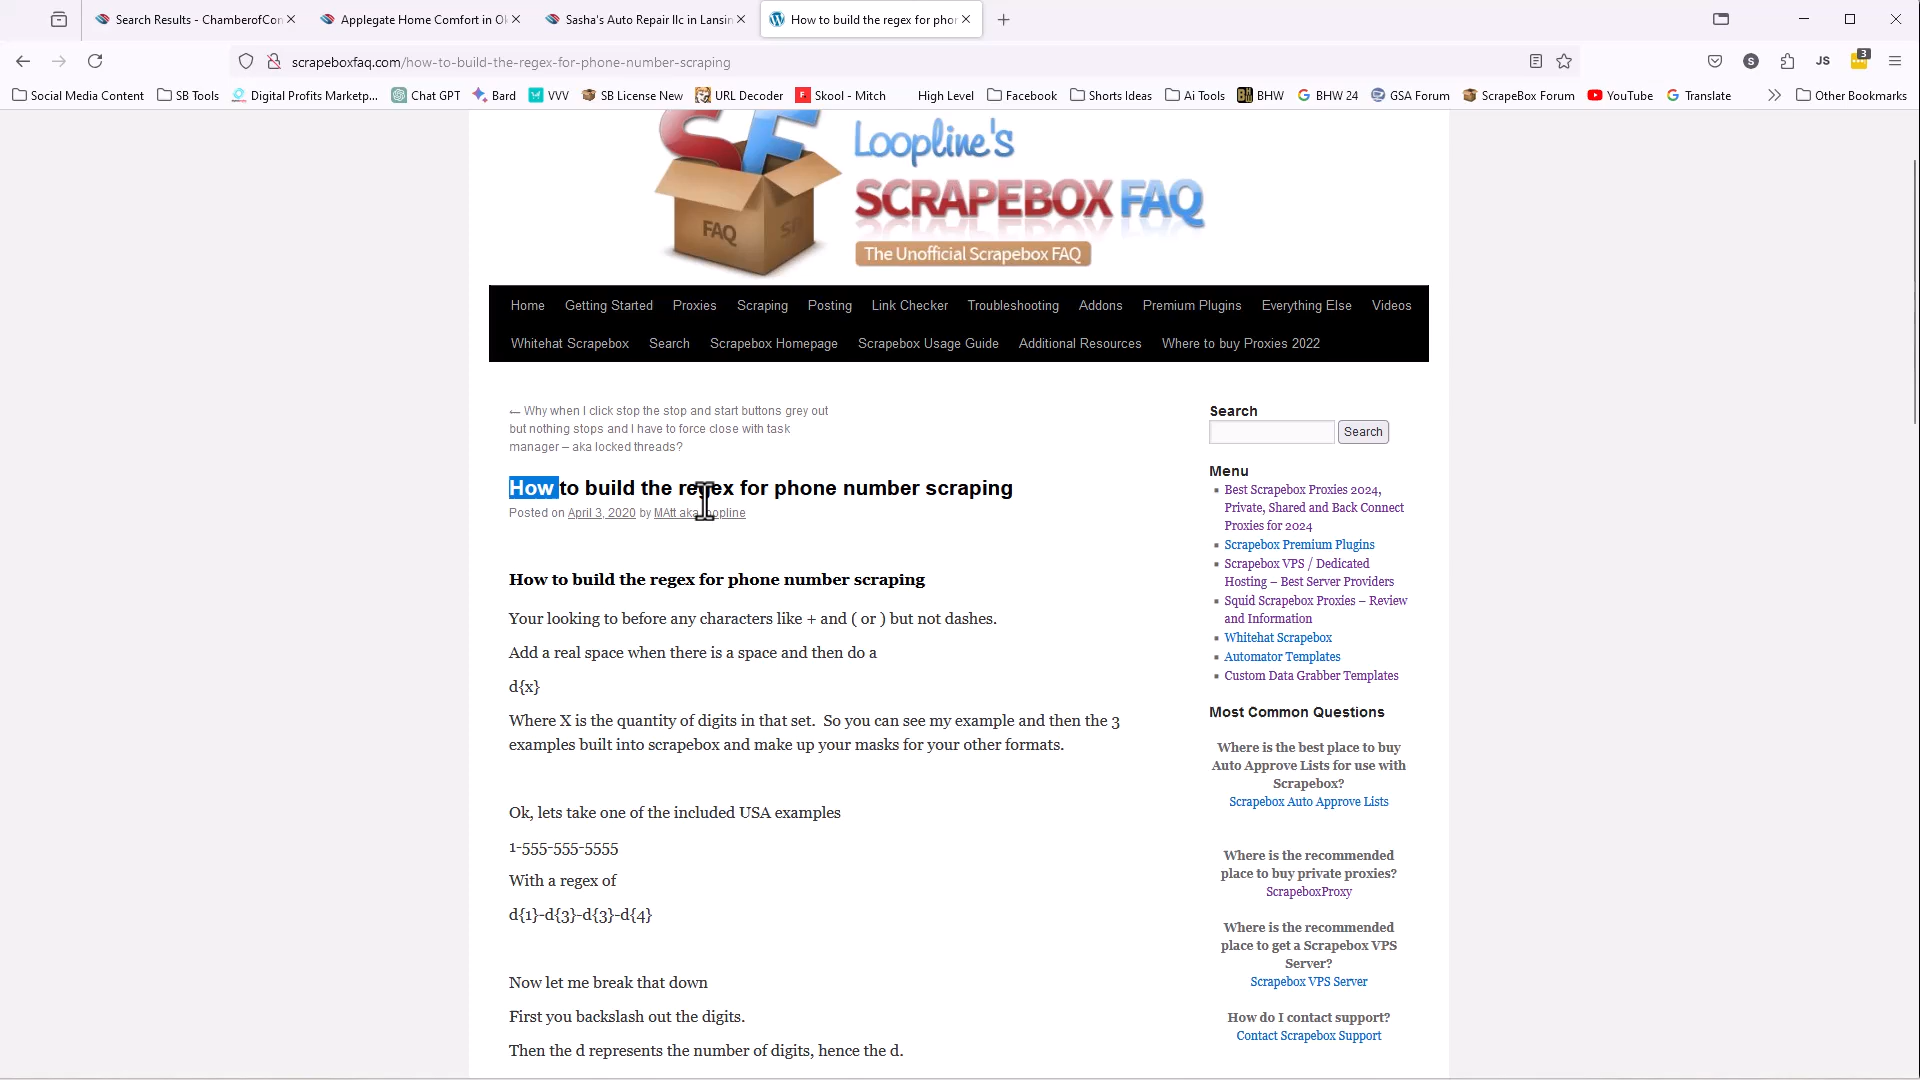 Search Results - ChamberofCon
Applegate Home Comfort in Ok
Sasha's Auto Repair llc in Lansin
How to build the regex for phor
scrapeboxfaq.com/how-to-build-the-regex-for-phone-number-scraping
S
JS
3
Social Media Content
SB Tools
Digital Profits Marketp...
Chat GPT
Bard
VVV
SB License New
URL Decoder
Skool - Mitch
High Level
Facebook
Shorts Ideas
Ai Tools
BHW
BHW 24
GSA Forum
ScrapeBox Forum
YouTube
Translate
Other Bookmarks
SF
FAQ
Loopline's
SCRAPEBOX FAQ
The Unofficial Scrapebox FAQ
Home Getting Started Proxies Scraping Posting Link Checker Troubleshooting Addons Premium Plugins Everything Else Videos
Whitehat Scrapebox Search Scrapebox Homepage Scrapebox Usage Guide Additional Resources Where to buy Proxies 2022
← Why when I click stop the stop and start buttons grey out
but nothing stops and I have to force close with task
manager – aka locked threads?
How to build the regex for phone number scraping
Posted on April 3, 2020 by MAtt aka loopline
How to build the regex for phone number scraping
Your looking to before any characters like + and ( or ) but not dashes.
Add a real space when there is a space and then do a
d{x}
Where X is the quantity of digits in that set. So you can see my example and then the 3
examples built into scrapebox and make up your masks for your other formats.
Ok, lets take one of the included USA examples
1-555-555-5555
With a regex of
d{1}-d{3}-d{3}-d{4}
Now let me break that down
First you backslash out the digits.
Then the d represents the number of digits, hence the d.
Search
Search
Menu
Best Scrapebox Proxies 2024,
Private, Shared and Back Connect
Proxies for 2024
Scrapebox Premium Plugins
Scrapebox VPS / Dedicated
Hosting – Best Server Providers
Squid Scrapebox Proxies – Review
and Information
Whitehat Scrapebox
Automator Templates
Custom Data Grabber Templates
Most Common Questions
Where is the best place to buy
Auto Approve Lists for use with
Scrapebox?
Scrapebox Auto Approve Lists
Where is the recommended
place to buy private proxies?
ScrapeboxProxy
Where is the recommended
place to get a Scrapebox VPS
Server?
Scrapebox VPS Server
How do I contact support?
Contact Scrapebox Support